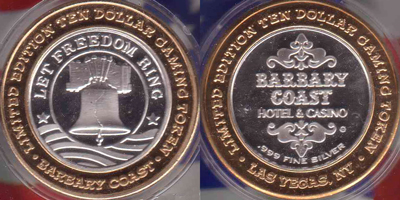 LIMITED EDITION TEN DOLLAR GAMING TOKEN
LET FREEDOM RING
• BARBARY COAST •
LIMITED EDITION TEN DOLLAR GAMING TOKEN
BARBARY
COAST
HOTEL & CASINO
.999 FINE SILVER
• LAS VEGAS, NV •